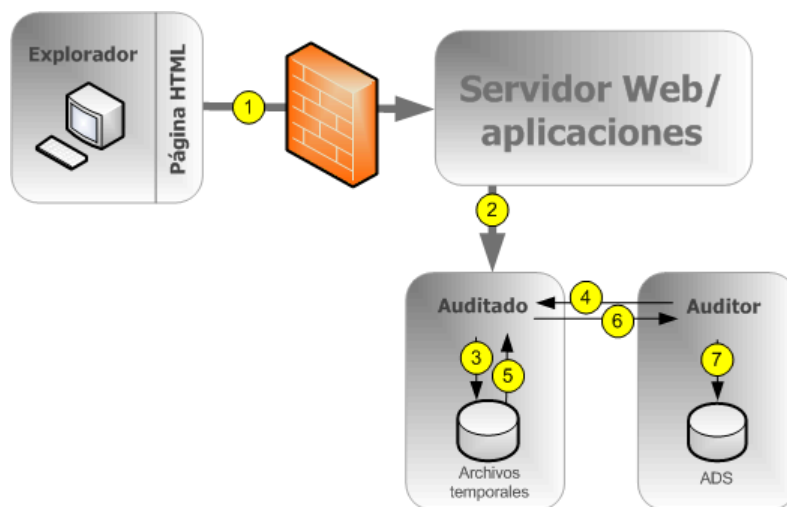 Explorador
Página HTML
1
Servidor Web/
aplicaciones
2
Auditado
4
Auditor
6
3
5
7
Archivos
temporales
ADS